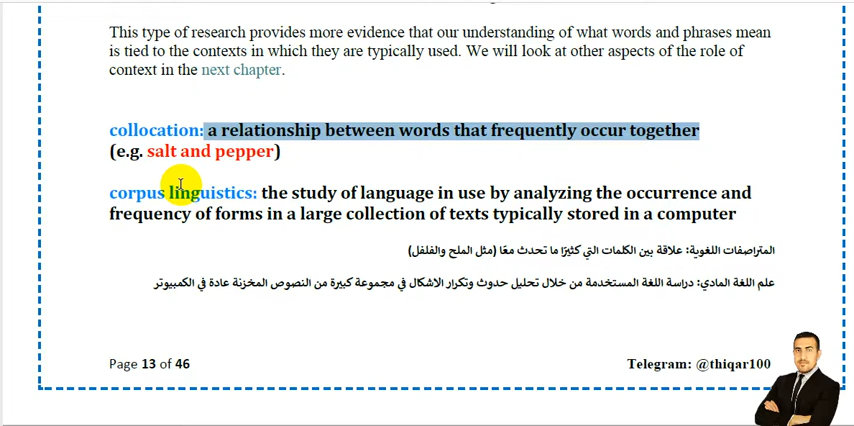 This type of research provides more evidence that our understanding of what words and phrases mean
is tied to the contexts in which they are typically used. We will look at other aspects of the role of
context in the next chapter.
collocation: a relationship between words that frequently occur together
(e.g. salt and pepper)
corpus linguistics: the study of language in use by analyzing the occurrence and
frequency of forms in a large collection of texts typically stored in a computer
المتراصفات اللغوية: علاقة بين الكلمات التي كثيرًا ما تحدث معًا (مثل الملح والفلفل)
علم اللغة المادي: دراسة اللغة المستخدمة من خلال تحليل حدوث وتكرار الاشكال في مجموعة كبيرة من النصوص المخزنة عادة في الكمبيوتر
Page 13 of 46
Telegram: @thiqar100